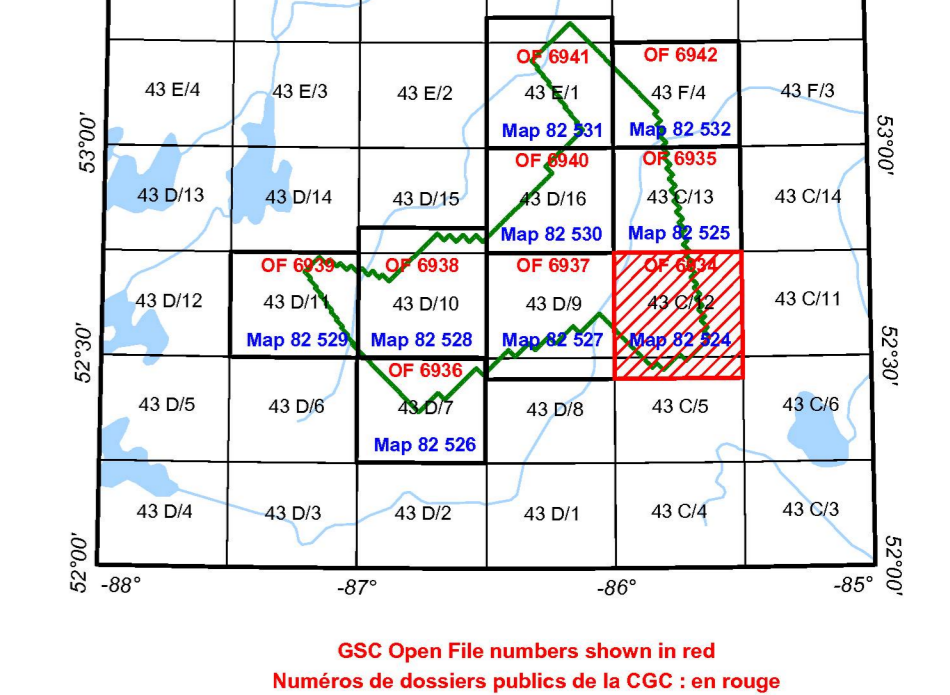 OF 6941
OF 6942
43 E/4
43 E/3
43 E/2
43 E/1
43 F/4
43 F/3
Map 82 531
Map 82 532
53°00'
53°00'
OF 6940
OF 6935
43 D/13
43 D/14
43 D/15
43 D/16
43 C/13
43 C/14
Map 82 530
Map 82 525
OF 6939
OF 6938
OF 6937
OF 6934
43 D/12
43 D/11
43 D/10
43 D/9
43 C/12
43 C/11
Map 82 529
Map 82 528
Map 82 527
Map 82 524
52°30'
52°30'
OF 6936
43 D/5
43 D/6
43 D/7
43 D/8
43 C/5
43 C/6
Map 82 526
43 D/4
43 D/3
43 D/2
43 D/1
43 C/4
43 C/3
52°00'
52°00'
-88°
-87°
-86°
-85°
GSC Open File numbers shown in red
Numéros de dossiers publics de la CGC : en rouge